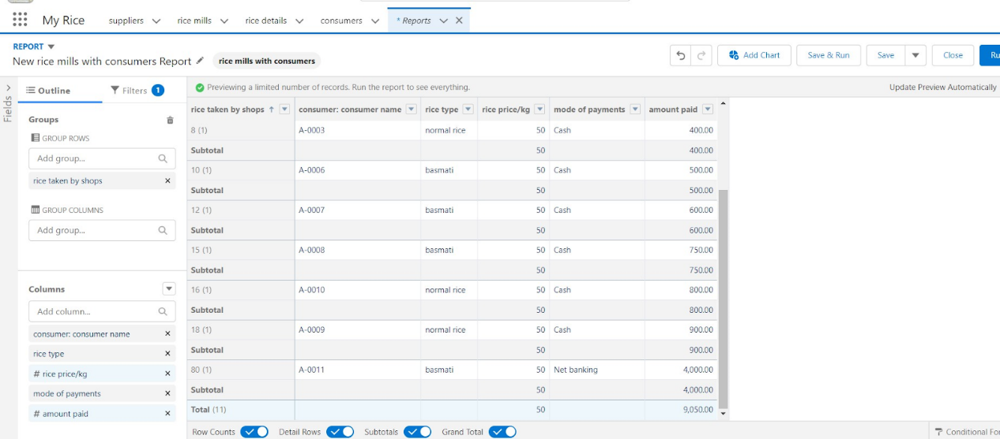 My Rice suppliers rice mills rice details consumers * Reports
REPORT
New rice mills with consumers Report rice mills with consumers
Add Chart Save & Run Save Close Ru
Fields
Outline Filters 1
Previewing a limited number of records. Run the report to see everything. Update Preview Automatically
Groups
GROUP ROWS
Add group...
rice taken by shops
GROUP COLUMNS
Add group...
Columns
Add column...
consumer: consumer name
rice type
# rice price/kg
mode of payments
# amount paid
rice taken by shops ↑ consumer: consumer name rice type rice price/kg mode of payments amount paid
8 (1) A-0003 normal rice 50 Cash 400.00
Subtotal 50 400.00
10 (1) A-0006 basmati 50 Cash 500.00
Subtotal 50 500.00
12 (1) A-0007 basmati 50 Cash 600.00
Subtotal 50 600.00
15 (1) A-0008 basmati 50 Cash 750.00
Subtotal 50 750.00
16 (1) A-0010 normal rice 50 Cash 800.00
Subtotal 50 800.00
18 (1) A-0009 normal rice 50 Cash 900.00
Subtotal 50 900.00
80 (1) A-0011 basmati 50 Net banking 4,000.00
Subtotal 50 4,000.00
Total (11) 50 9,050.00
Row Counts Detail Rows Subtotals Grand Total Conditional Fo